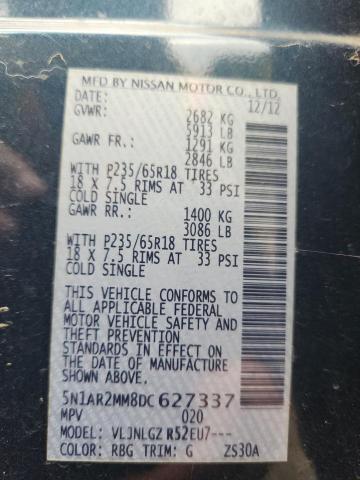 MFD BY NISSAN MOTOR CO., LTD.
DATE: 12/12
GVWR: 2682 KG
5913 LB
GAWR FR.: 1291 KG
2846 LB
WITH P235/65R18 TIRES
18 X 7.5 RIMS AT 33 PSI
COLD SINGLE
GAWR RR.: 1400 KG
3086 LB
WITH P235/65R18 TIRES
18 X 7.5 RIMS AT 33 PSI
COLD SINGLE
THIS VEHICLE CONFORMS TO
ALL APPLICABLE FEDERAL
MOTOR VEHICLE SAFETY AND
THEFT PREVENTION
STANDARDS IN EFFECT ON
THE DATE OF MANUFACTURE
SHOWN ABOVE.
5N1AR2MM8DC 627337
MPV 020
MODEL: VLJNLGZ R52EU7---
COLOR: RBG TRIM: G ZS30A